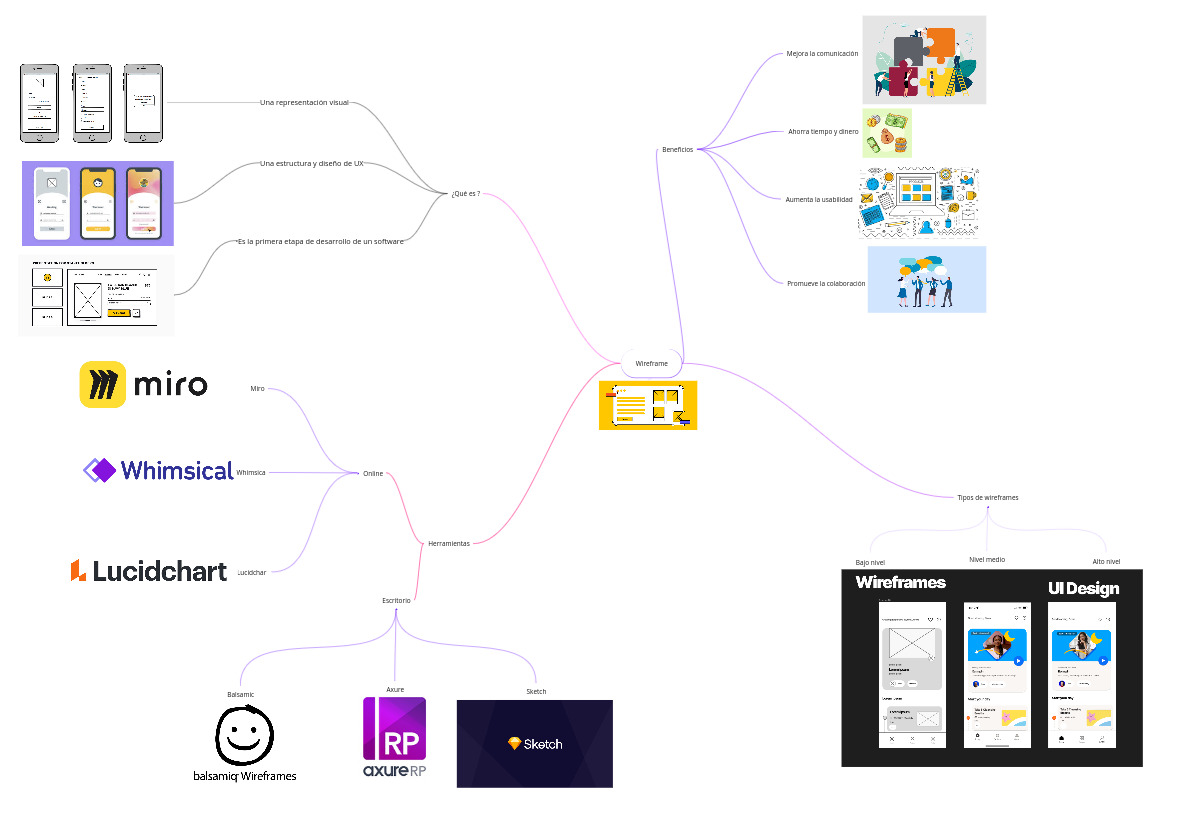 Una representación visual
Una estructura y diseño de UX
Es la primera etapa de desarrollo de un software
¿Qué es ?
Beneficios
Mejora la comunicación
Ahorra tiempo y dinero
Aumenta la usabilidad
Promueve la colaboración
Wireframe
miro
Miro
Whimsical
Whimsica
Lucidchart
Lucidchar
Online
Herramientas
Escritorio
Balsamic
Axure
Sketch
balsamiq Wireframes
RP
axure RP
Sketch
Tipos de wireframes
Bajo nivel
Nivel medio
Alto nivel
Wireframes
UI Design